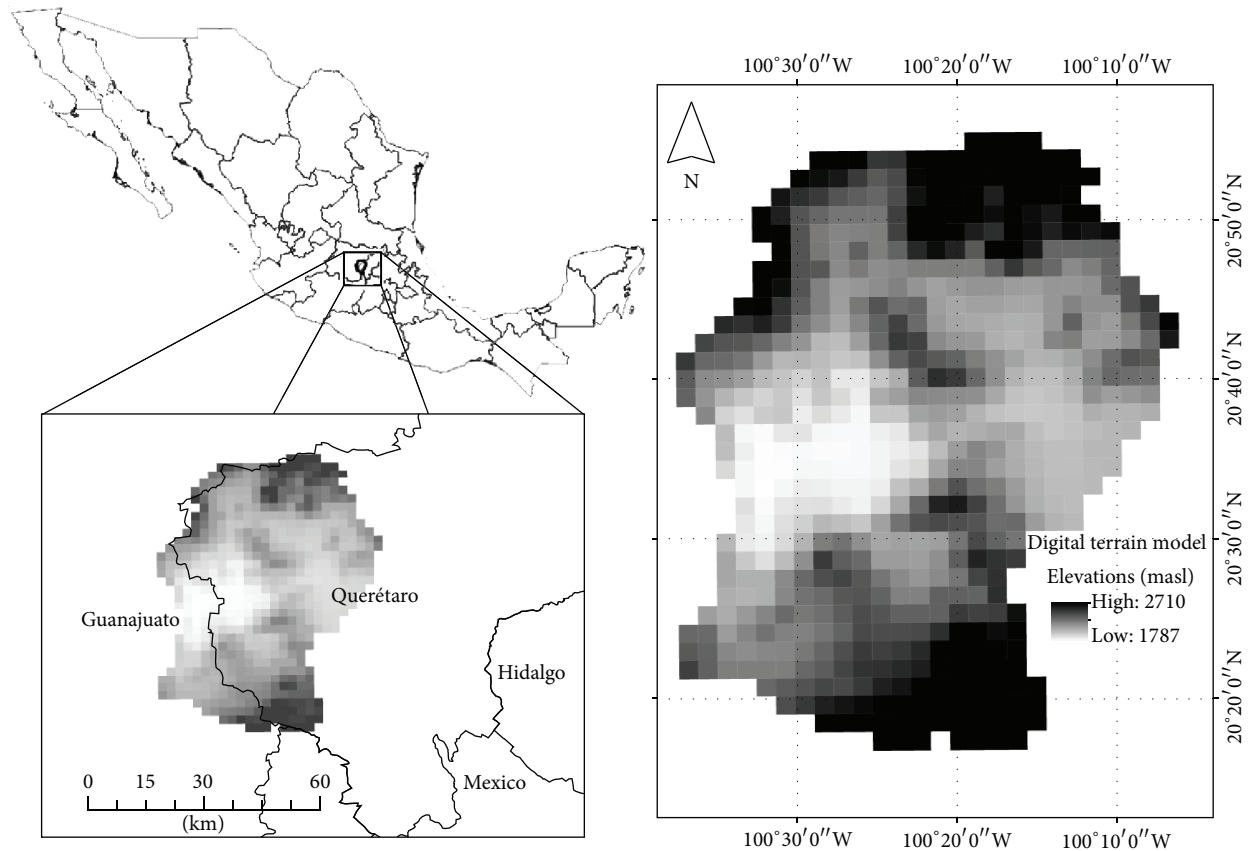 100°30′0″W 100°20′0″W 100°10′0″W
N
20°50′0″N
20°40′0″N
20°30′0″N
20°20′0″N
Digital terrain model
Elevations (masl)
High: 2710
Low: 1787
100°30′0″W 100°20′0″W 100°10′0″W
Guanajuato
Querétaro
Hidalgo
Mexico
0 15 30 60
(km)